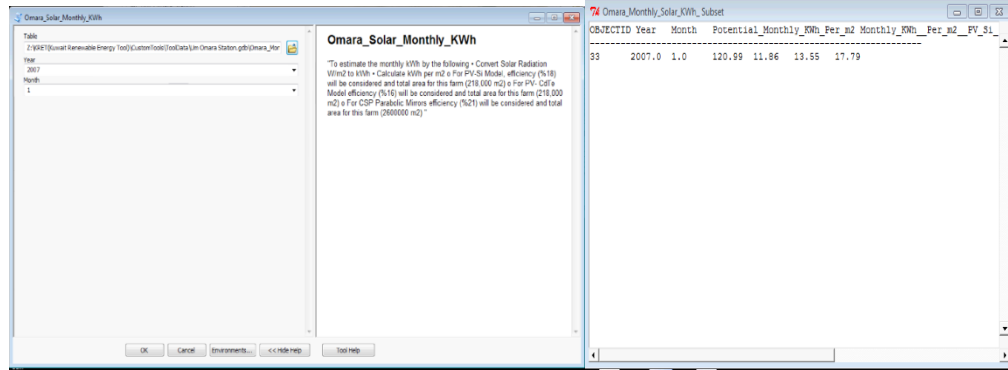 Omara_Solar_Monthly_KWh
Table
Z:\KRET(Kuwait Renewable Energy Tool)\CustomTools\ToolData\Um Omara Station.gdb\Omara_Mor
Year
2007
Month
1
Omara_Solar_Monthly_KWh
"To estimate the monthly kWh by the following • Convert Solar Radiation
W/m2 to kWh • Calculate kWh per m2 o For PV-Si Model, efficiency (%18)
will be considered and total area for this farm (218,000 m2) o For PV- CdTe
Model efficiency (%16) will be considered and total area for this farm (218,000
m2) o For CSP Parabolic Mirrors efficiency (%21) will be considered and total
area for this farm (2600000 m2) "
OK Cancel Environments... << Hide Help Tool Help
Omara_Monthly_Solar_KWh_Subset
OBJECTID Year Month Potential_Monthly_KWh_Per_m2 Monthly_KWh__Per_m2__PV_Si_
--------------------------------------------------------------------
33 2007.0 1.0 120.99 11.86 13.55 17.79